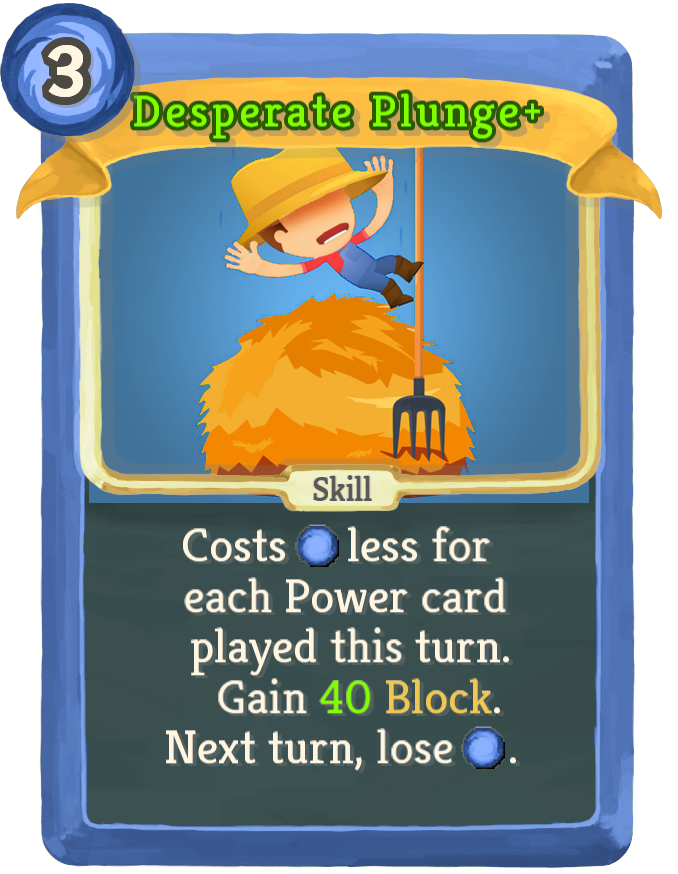 3
Desperate Plunge+
Skill
Costs less for
each Power card
played this turn.
Gain 40 Block.
Next turn, lose .